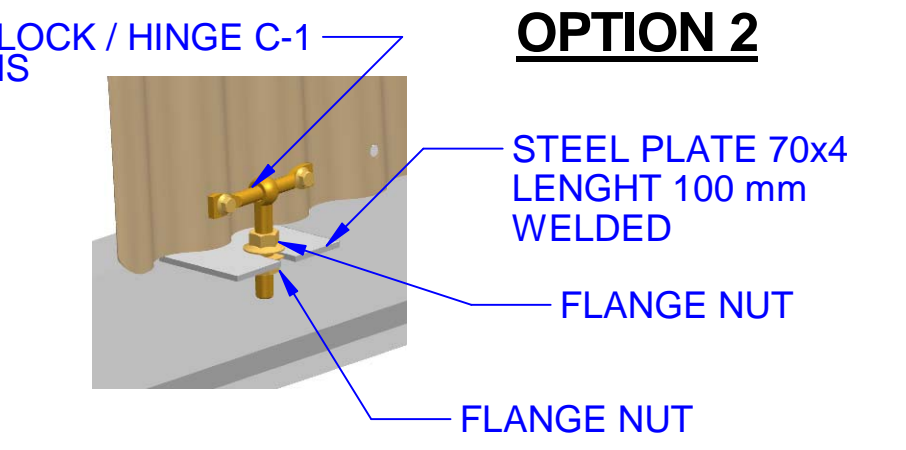 LOCK / HINGE C-1
OPTION 2
STEEL PLATE 70x4
LENGHT 100 mm
WELDED
FLANGE NUT
FLANGE NUT